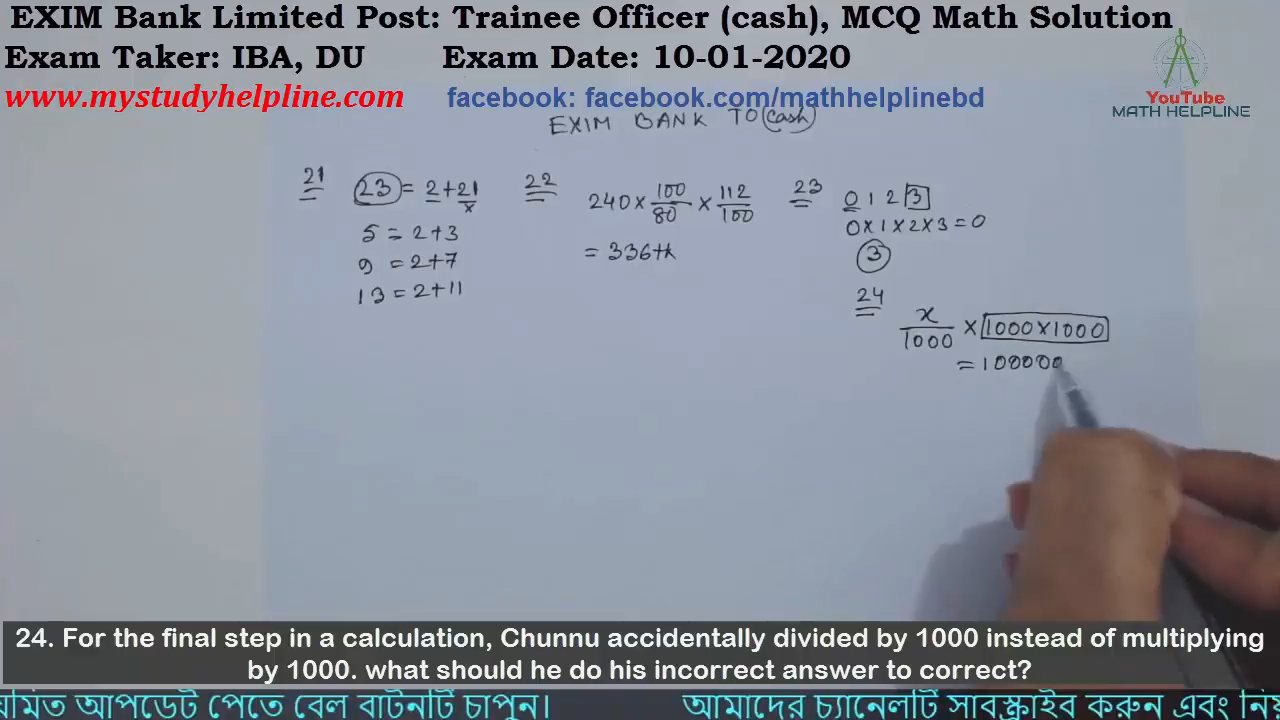 EXIM Bank Limited Post: Trainee Officer (cash), MCQ Math Solution
Exam Taker: IBA, DU Exam Date: 10-01-2020
www.mystudyhelpline.com facebook: facebook.com/mathhelplinebd
YouTube
MATH HELPLINE
EXIM BANK TO (cash)
21 23 = 2+21
x
5 = 2+3
9 = 2+7
13 = 2+11
22 240 × 100/80 × 112/100
= 336tk
23 0 1 2 3
0×1×2×3=0
3
24
x/1000 × 1000×1000
=100000
24. For the final step in a calculation, Chunnu accidentally divided by 1000 instead of multiplying
by 1000. what should he do his incorrect answer to correct?
আপডেট পেতে বেল বাটনটি চাপুন। আমাদের চ্যানেলটি সাবস্ক্রাইব করুন এবং